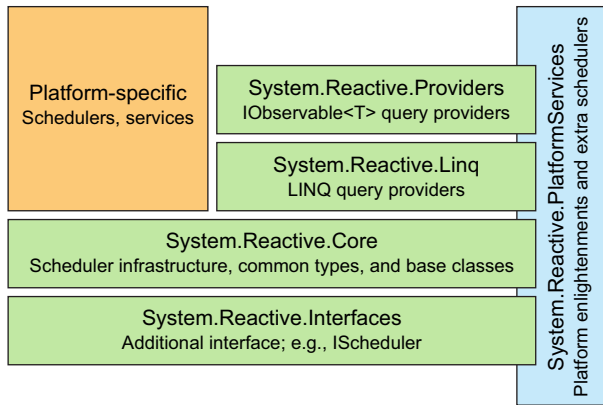 Platform-specific
Schedulers, services
System.Reactive.Providers
IObservable<T> query providers
System.Reactive.Linq
LINQ query providers
System.Reactive.Core
Scheduler infrastructure, common types, and base classes
System.Reactive.Interfaces
Additional interface; e.g., IScheduler
System.Reactive.PlatformServices
Platform enlightenments and extra schedulers